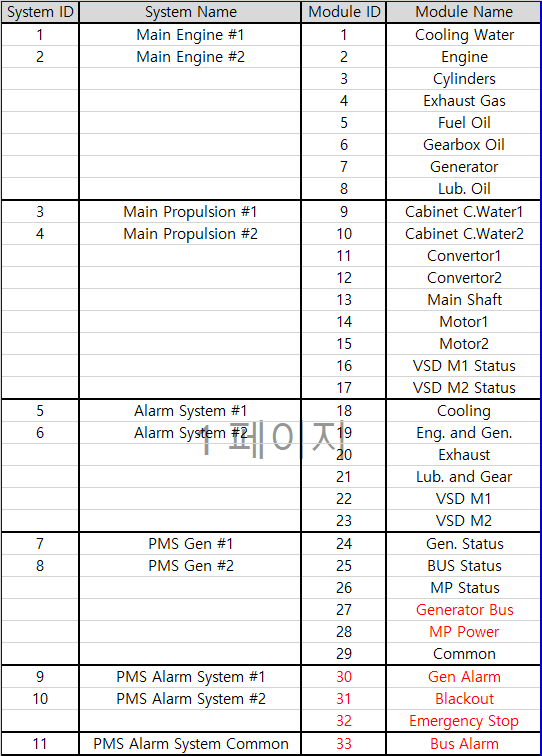 System ID System Name Module ID Module Name
1 Main Engine #1 1 Cooling Water
2 Main Engine #2 2 Engine
3 Cylinders
4 Exhaust Gas
5 Fuel Oil
6 Gearbox Oil
7 Generator
8 Lub. Oil
3 Main Propulsion #1 9 Cabinet C.Water1
4 Main Propulsion #2 10 Cabinet C.Water2
11 Convertor1
12 Convertor2
13 Main Shaft
14 Motor1
15 Motor2
16 VSD M1 Status
17 VSD M2 Status
5 Alarm System #1 18 Cooling
6 Alarm System #2 19 Eng. and Gen.
1 페이지
20 Exhaust
21 Lub. and Gear
22 VSD M1
23 VSD M2
7 PMS Gen #1 24 Gen. Status
8 PMS Gen #2 25 BUS Status
26 MP Status
27 Generator Bus
28 MP Power
29 Common
9 PMS Alarm System #1 30 Gen Alarm
10 PMS Alarm System #2 31 Blackout
32 Emergency Stop
11 PMS Alarm System Common 33 Bus Alarm